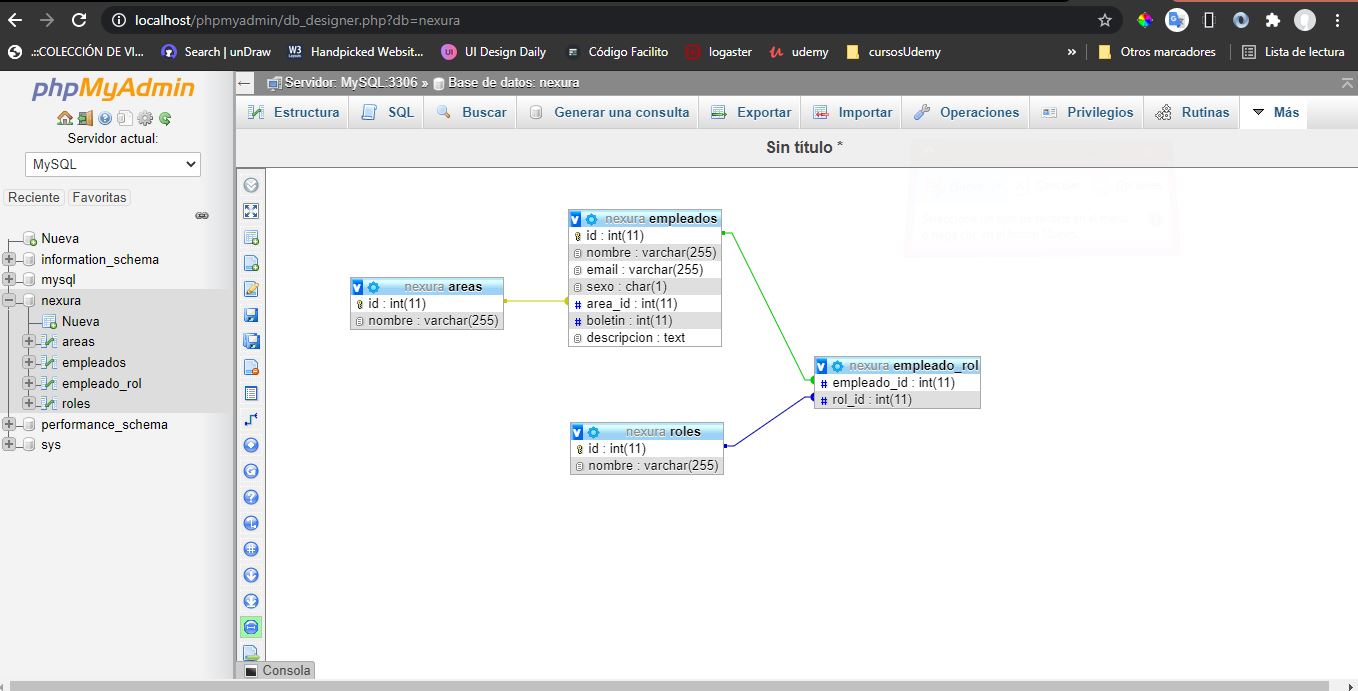 localhost/phpmyadmin/db_designer.php?db=nexura
.::COLECCIÓN DE VI...
Search | unDraw
Handpicked Websit...
UI Design Daily
Código Facilito
logaster
udemy
cursosUdemy
»
Otros marcadores
Lista de lectura
phpMyAdmin
Servidor actual:
MySQL
Reciente
Favoritas
Nueva
information_schema
mysql
nexura
Nueva
areas
empleados
empleado_rol
roles
performance_schema
sys
Servidor: MySQL:3306 » Base de datos: nexura
Estructura
SQL
Buscar
Generar una consulta
Exportar
Importar
Operaciones
Privilegios
Rutinas
Más
Sin título *
nexura empleados
id : int(11)
nombre : varchar(255)
email : varchar(255)
sexo : char(1)
# area_id : int(11)
# boletin : int(11)
descripcion : text
nexura areas
id : int(11)
nombre : varchar(255)
nexura empleado_rol
# empleado_id : int(11)
# rol_id : int(11)
nexura roles
id : int(11)
nombre : varchar(255)
Consola